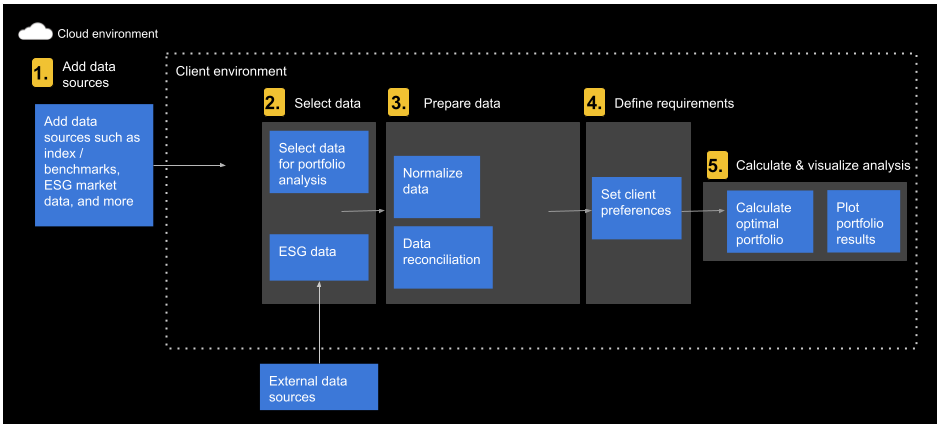 Cloud environment
1.
Add data
sources
Add data
sources such as
index /
benchmarks,
ESG market
data, and more
Client environment
2.
Select data
Select data
for portfolio
analysis
ESG data
External data
sources
3.
Prepare data
Normalize
data
Data
reconciliation
4.
Define requirements
Set client
preferences
5.
Calculate & visualize analysis
Calculate
optimal
portfolio
Plot
portfolio
results